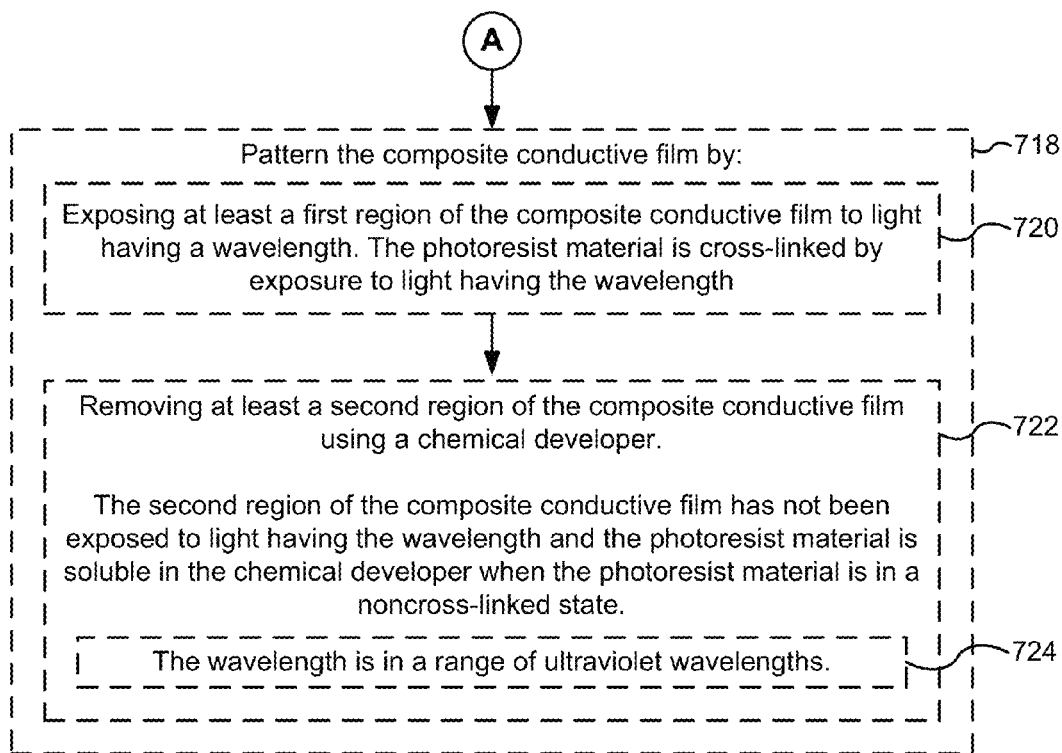 A
Pattern the composite conductive film by:
718
Exposing at least a first region of the composite conductive film to light
having a wavelength. The photoresist material is cross-linked by
exposure to light having the wavelength
720
Removing at least a second region of the composite conductive film
using a chemical developer.
722
The second region of the composite conductive film has not been
exposed to light having the wavelength and the photoresist material is
soluble in the chemical developer when the photoresist material is in a
noncross-linked state.
The wavelength is in a range of ultraviolet wavelengths.
724